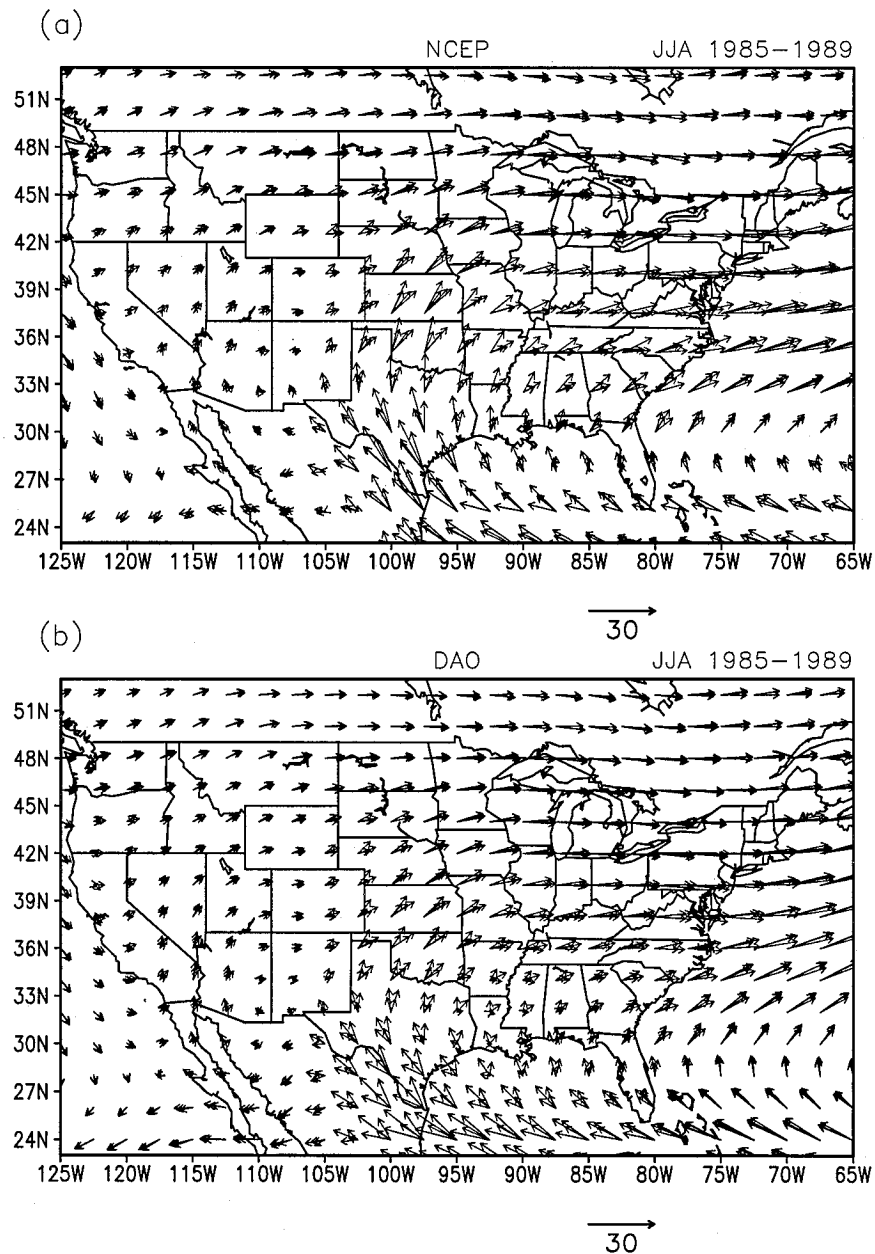 (a)
NCEP JJA 1985-1989
51N
48N
45N
42N
39N
36N
33N
30N
27N
24N
125W 120W 115W 110W 105W 100W 95W 90W 85W 80W 75W 70W 65W
30
(b)
DAO JJA 1985-1989
51N
48N
45N
42N
39N
36N
33N
30N
27N
24N
125W 120W 115W 110W 105W 100W 95W 90W 85W 80W 75W 70W 65W
30